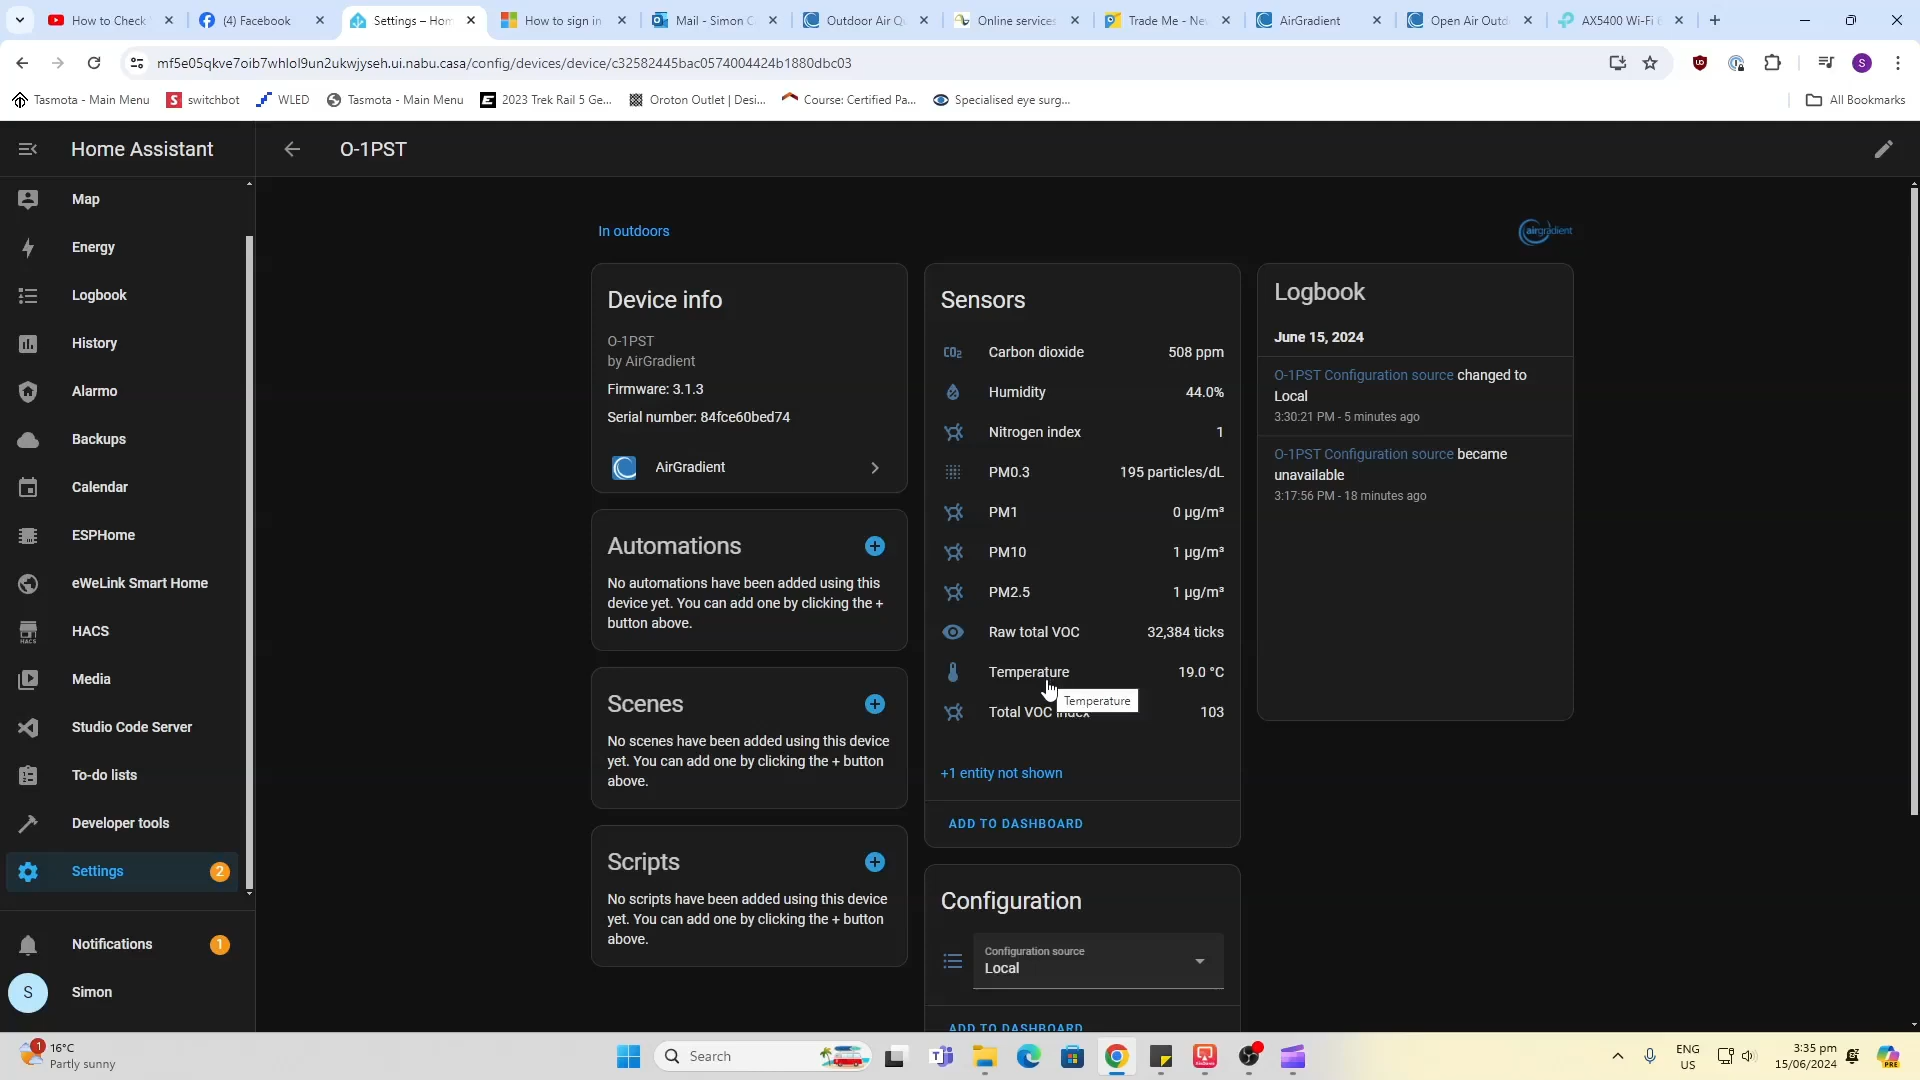 How to Check
(4) Facebook
Settings – Hom
How to sign in
Mail - Simon C
Outdoor Air Q
Online services
Trade Me - Ne
AirGradient
Open Air Outd
AX5400 Wi-Fi 6
mf5e05qkve7oib7whlol9un2ukwjyseh.ui.nabu.casa/config/devices/device/c32582445bac0574004424b1880dbc03
S
Tasmota - Main Menu
switchbot
WLED
Tasmota - Main Menu
2023 Trek Rail 5 Ge...
Oroton Outlet | Desi...
Course: Certified Pa...
Specialised eye surg...
All Bookmarks
Home Assistant
O-1PST
Map
Energy
Logbook
History
Alarmo
Backups
Calendar
ESPHome
eWeLink Smart Home
HACS
HACS
Media
Studio Code Server
To-do lists
Developer tools
Settings
2
Notifications
1
S
Simon
In outdoors
airgradient
Device info
O-1PST
by AirGradient
Firmware: 3.1.3
Serial number: 84fce60bed74
AirGradient
Automations
No automations have been added using this
device yet. You can add one by clicking the +
button above.
Scenes
No scenes have been added using this device
yet. You can add one by clicking the + button
above.
Scripts
No scripts have been added using this device
yet. You can add one by clicking the + button
above.
Sensors
CO2 Carbon dioxide 508 ppm
Humidity 44.0%
Nitrogen index 1
PM0.3 195 particles/dL
PM1 0 µg/m³
PM10 1 µg/m³
PM2.5 1 µg/m³
Raw total VOC 32,384 ticks
Temperature 19.0 °C
Temperature
Total VOC index 103
+1 entity not shown
ADD TO DASHBOARD
Configuration
Configuration source
Local
ADD TO DASHBOARD
Logbook
June 15, 2024
O-1PST Configuration source changed to
Local
3:30:21 PM - 5 minutes ago
O-1PST Configuration source became
unavailable
3:17:56 PM - 18 minutes ago
1
16°C
Partly sunny
Search
ENG
US
3:35 pm
15/06/2024
PRE